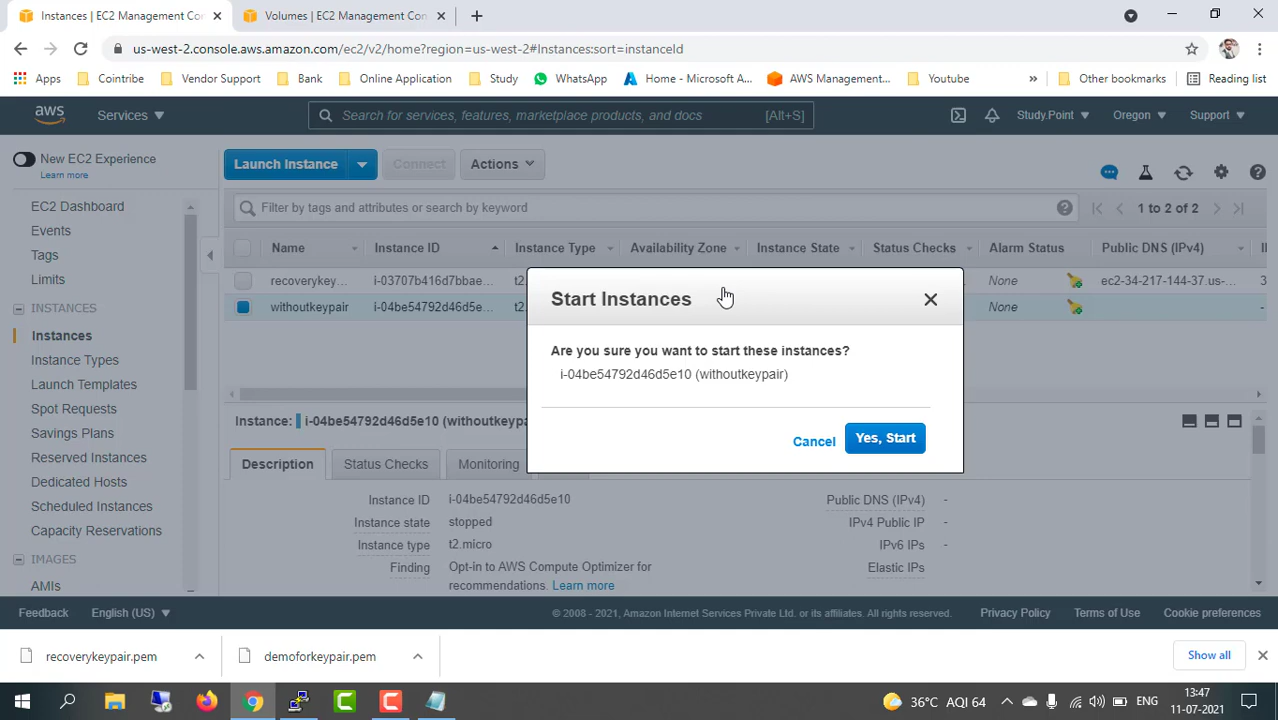 Instances | EC2 Management Con
Volumes | EC2 Management Con
us-west-2.console.aws.amazon.com/ec2/v2/home?region=us-west-2#Instances:sort=instanceId
Apps
Cointribe
Vendor Support
Bank
Online Application
Study
WhatsApp
Home - Microsoft A...
AWS Management...
Youtube
»
Other bookmarks
Reading list
aws
Services
Search for services, features, marketplace products, and docs
[Alt+S]
Study.Point
Oregon
Support
New EC2 Experience
Learn more
EC2 Dashboard
Events
Tags
Limits
INSTANCES
Instances
Instance Types
Launch Templates
Spot Requests
Savings Plans
Reserved Instances
Dedicated Hosts
Scheduled Instances
Capacity Reservations
IMAGES
AMIs
Launch Instance
Connect
Actions
Filter by tags and attributes or search by keyword
1 to 2 of 2
Name
Instance ID
Instance Type
Availability Zone
Instance State
Status Checks
Alarm Status
Public DNS (IPv4)
recoverykey...
i-03707b416d7bbae...
None
ec2-34-217-144-37.us-...
3
withoutkeypair
i-04be54792d46d5e...
None
-
-
Start Instances
Are you sure you want to start these instances?
i-04be54792d46d5e10 (withoutkeypair)
Cancel
Yes, Start
Instance:
i-04be54792d46d5e10 (withoutkeypa
Description
Status Checks
Monitoring
Instance ID
i-04be54792d46d5e10
Public DNS (IPv4)
-
Instance state
stopped
IPv4 Public IP
-
Instance type
t2.micro
IPv6 IPs
-
Finding
Opt-in to AWS Compute Optimizer for
recommendations. Learn more
Elastic IPs
Feedback
English (US)
© 2008 - 2021, Amazon Internet Services Private Ltd. or its affiliates. All rights reserved.
Privacy Policy
Terms of Use
Cookie preferences
recoverykeypair.pem
demoforkeypair.pem
Show all
36°C AQI 64
ENG
13:47
11-07-2021